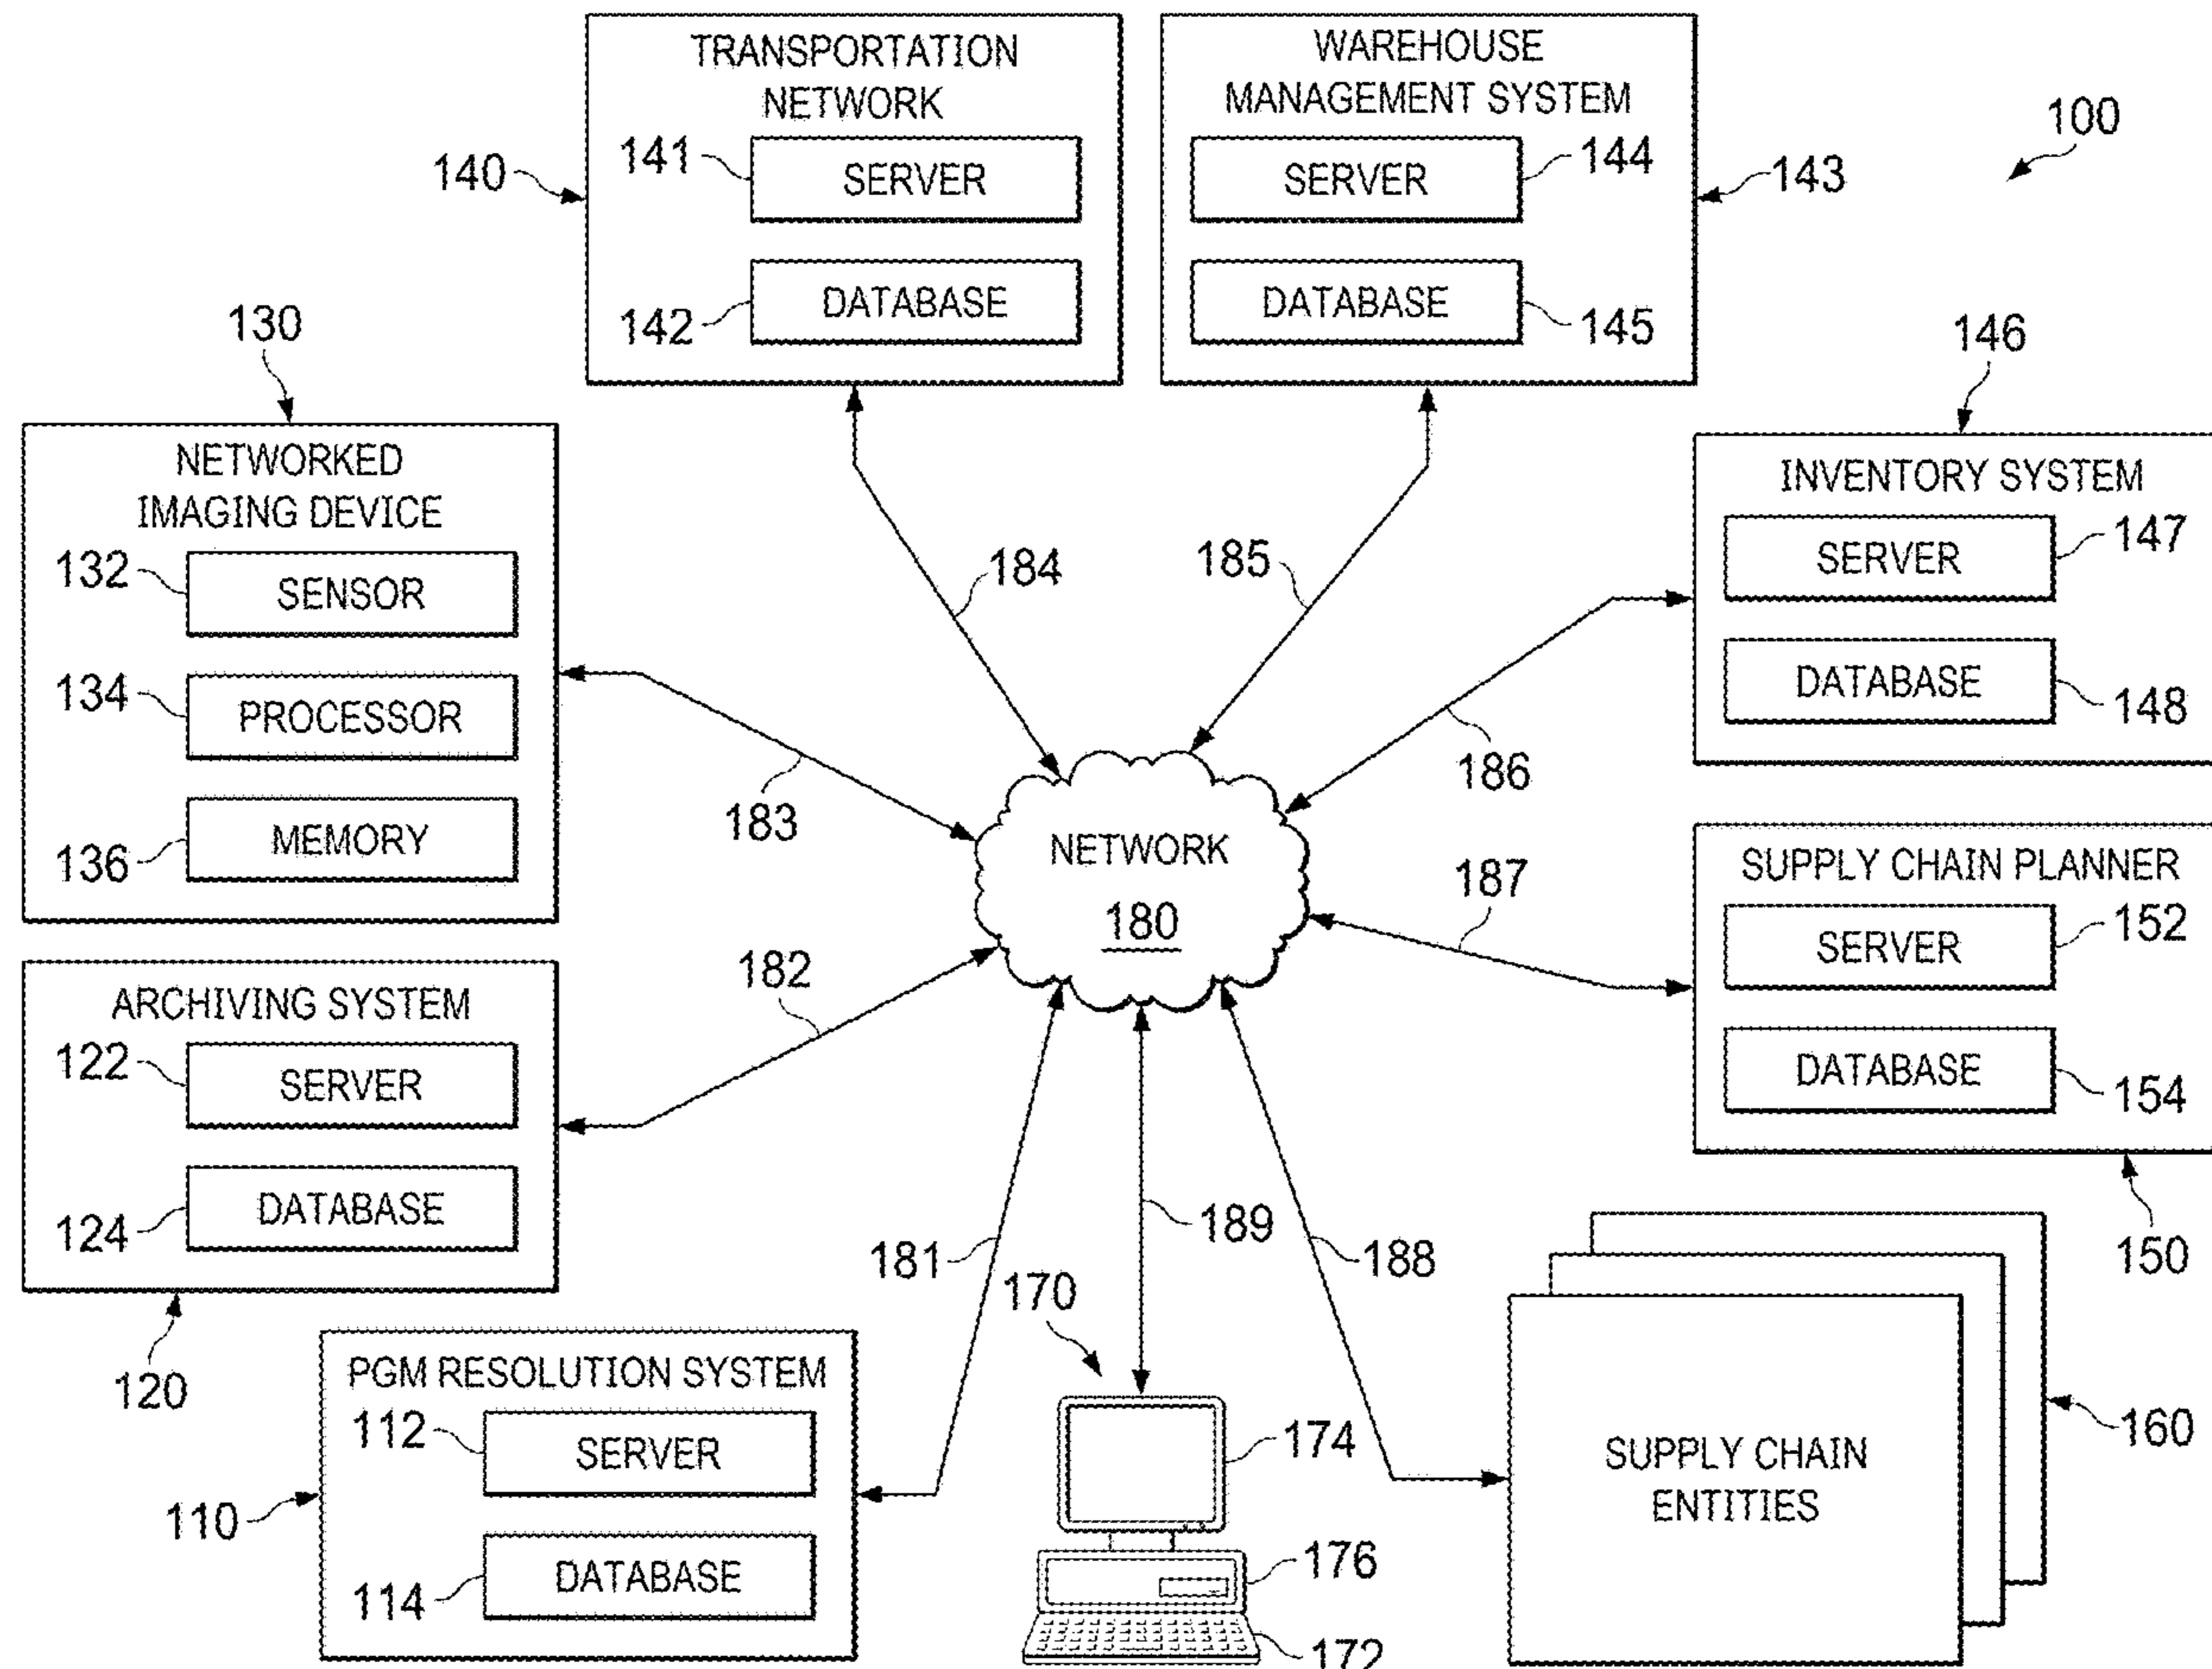 TRANSPORTATION
NETWORK
140
141
SERVER
142
DATABASE
WAREHOUSE
MANAGEMENT SYSTEM
SERVER
144
143
DATABASE
145
100
130
NETWORKED
IMAGING DEVICE
132
SENSOR
134
PROCESSOR
136
MEMORY
146
INVENTORY SYSTEM
SERVER
147
DATABASE
148
184
185
183
186
NETWORK
180
SUPPLY CHAIN PLANNER
SERVER
152
DATABASE
154
150
187
182
ARCHIVING SYSTEM
122
SERVER
124
DATABASE
120
181
189
188
170
PGM RESOLUTION SYSTEM
112
SERVER
110
114
DATABASE
174
176
172
SUPPLY CHAIN
ENTITIES
160